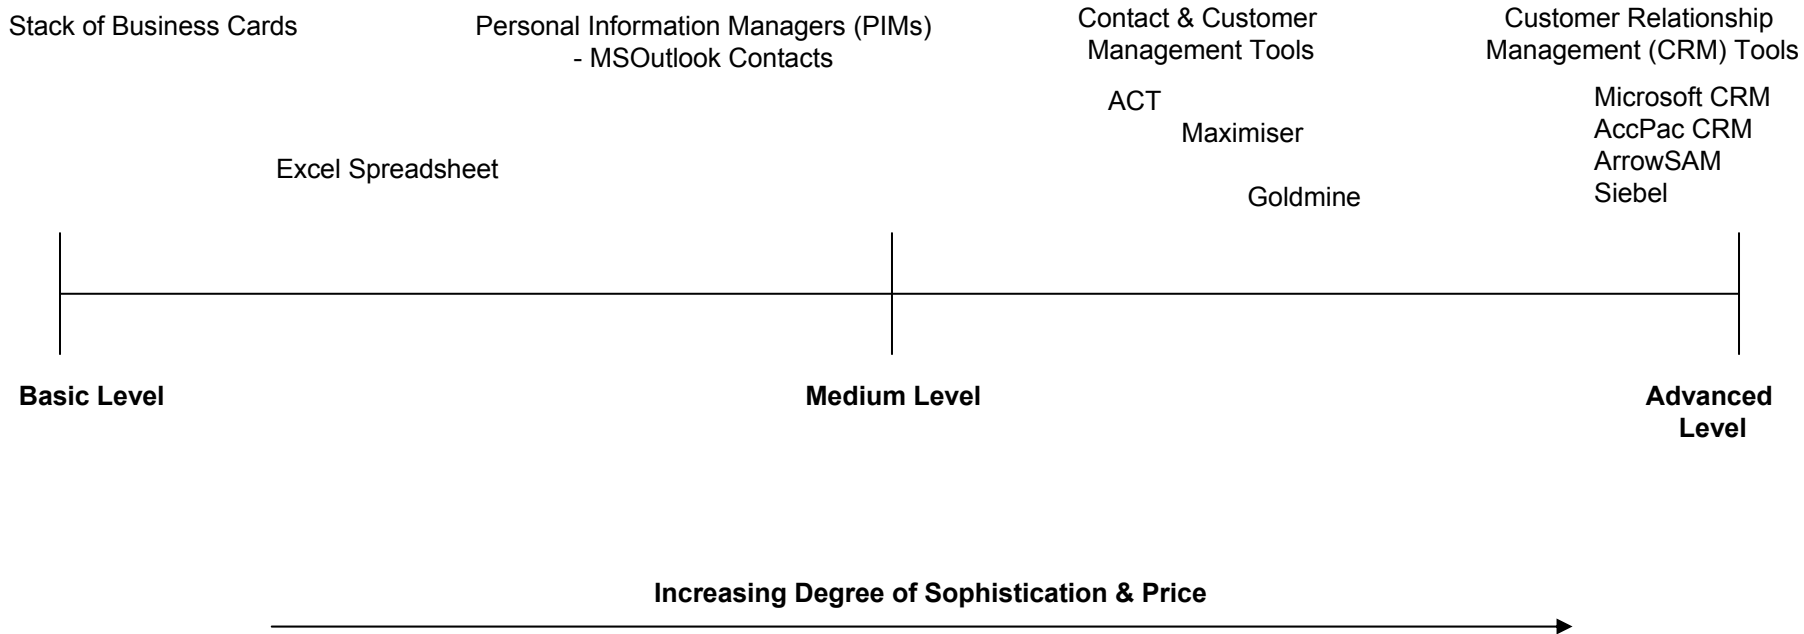 Stack of Business Cards
Personal Information Managers (PIMs)
- MSOutlook Contacts
Contact & Customer
Management Tools
Customer Relationship
Management (CRM) Tools
Excel Spreadsheet
ACT
Maximiser
Goldmine
Microsoft CRM
AccPac CRM
ArrowSAM
Siebel
Basic Level
Medium Level
Advanced
Level
Increasing Degree of Sophistication & Price